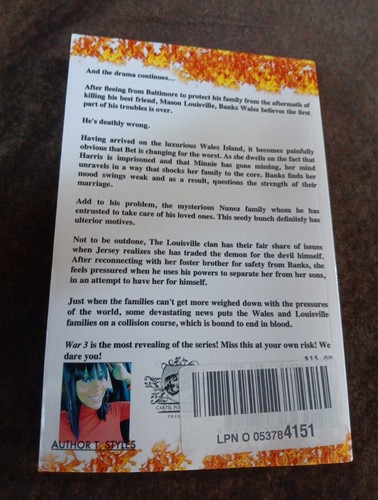 And the drama continues...
After fleeing from Baltimore to protect his family from the aftermath of
killing his best friend, Mason Louisville, Banks Wales believes the first
part of his troubles is over.
He's deathly wrong.
Having arrived on the luxurious Wales Island, it becomes painfully
obvious that Bet is changing for the worst. As she dwells on the fact that
Harris is imprisoned and that Minnie has gone missing, her mind
unravels in a way that shocks her family to the core. Banks finds her
mood swings weak and as a result, questions the strength of their
marriage.
Add to his problem, the mysterious Nunez family whom he has
entrusted to take care of his loved ones. This seedy bunch definitely has
ulterior motives.
Not to be outdone, The Louisville clan has their fair share of issues
when Jersey realizes she has traded the demon for the devil himself.
After reconnecting with her foster brother for safety from Banks, she
feels pressured when he uses his powers to separate her from her sons,
in an attempt to have her for himself.
Just when the families can't get more weighed down with the pressures
of the world, some devastating news puts the Wales and Louisville
families on a collision course, which is bound to end in blood.
War 3 is the most revealing of the series! Miss this at your own risk! We
dare you!
$15.00
LPN O 053784151
AUTHOR T. STYLES